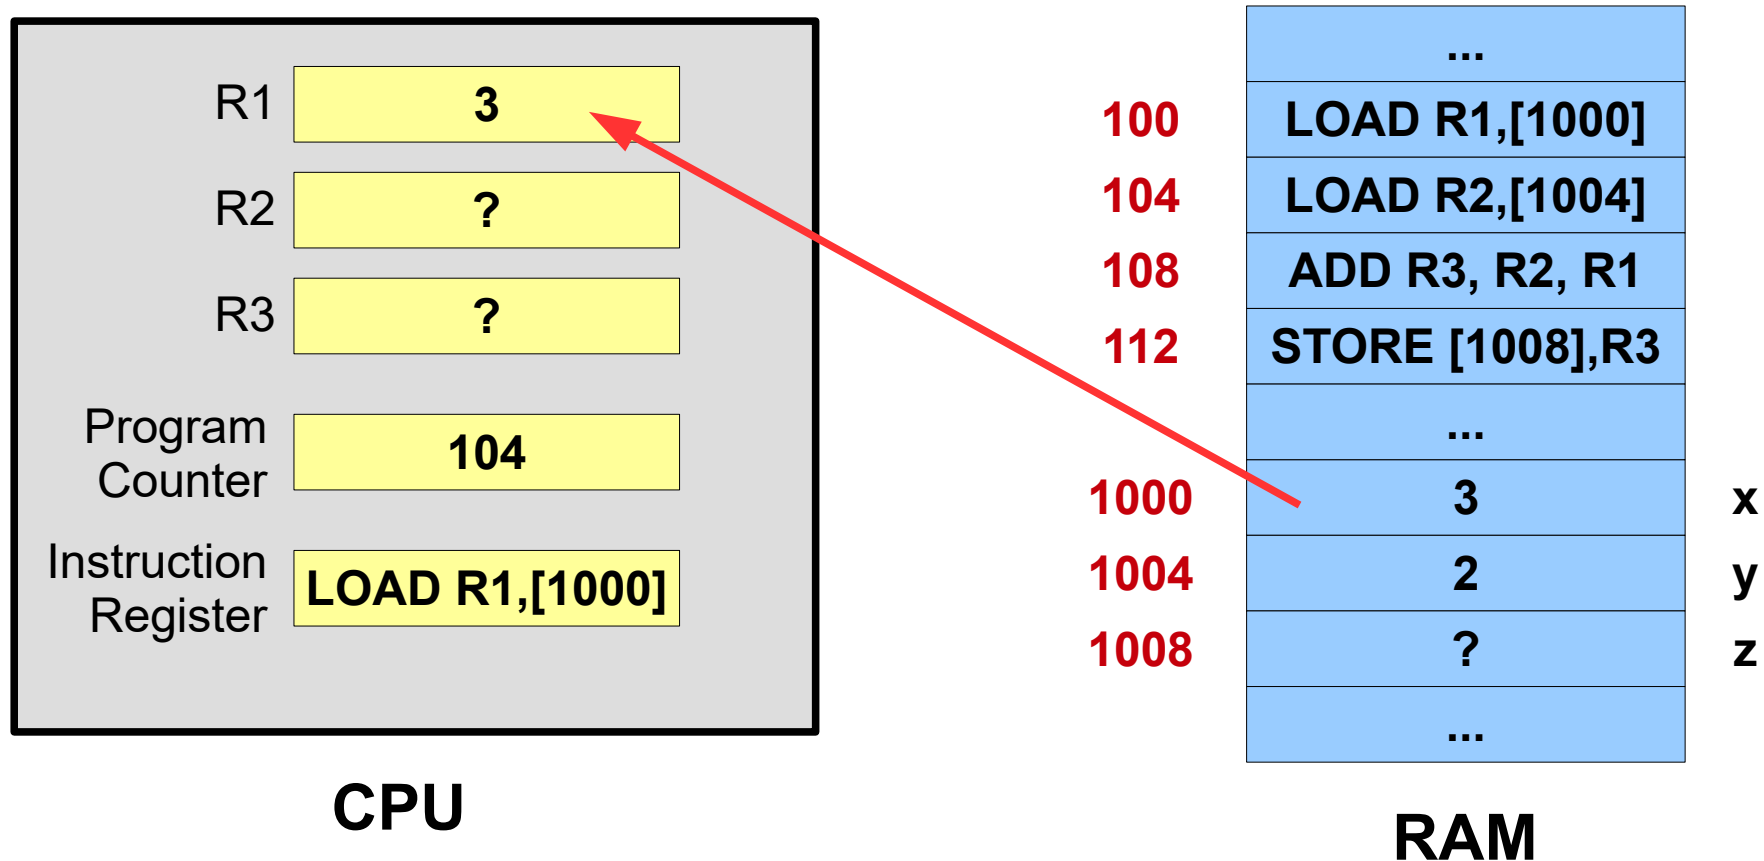 R1 3
R2 ?
R3 ?
Program
Counter
104
Instruction
Register
LOAD R1,[1000]
CPU
...
100 LOAD R1,[1000]
104 LOAD R2,[1004]
108 ADD R3, R2, R1
112 STORE [1008],R3
...
1000 3 x
1004 2 y
1008 ? z
...
RAM